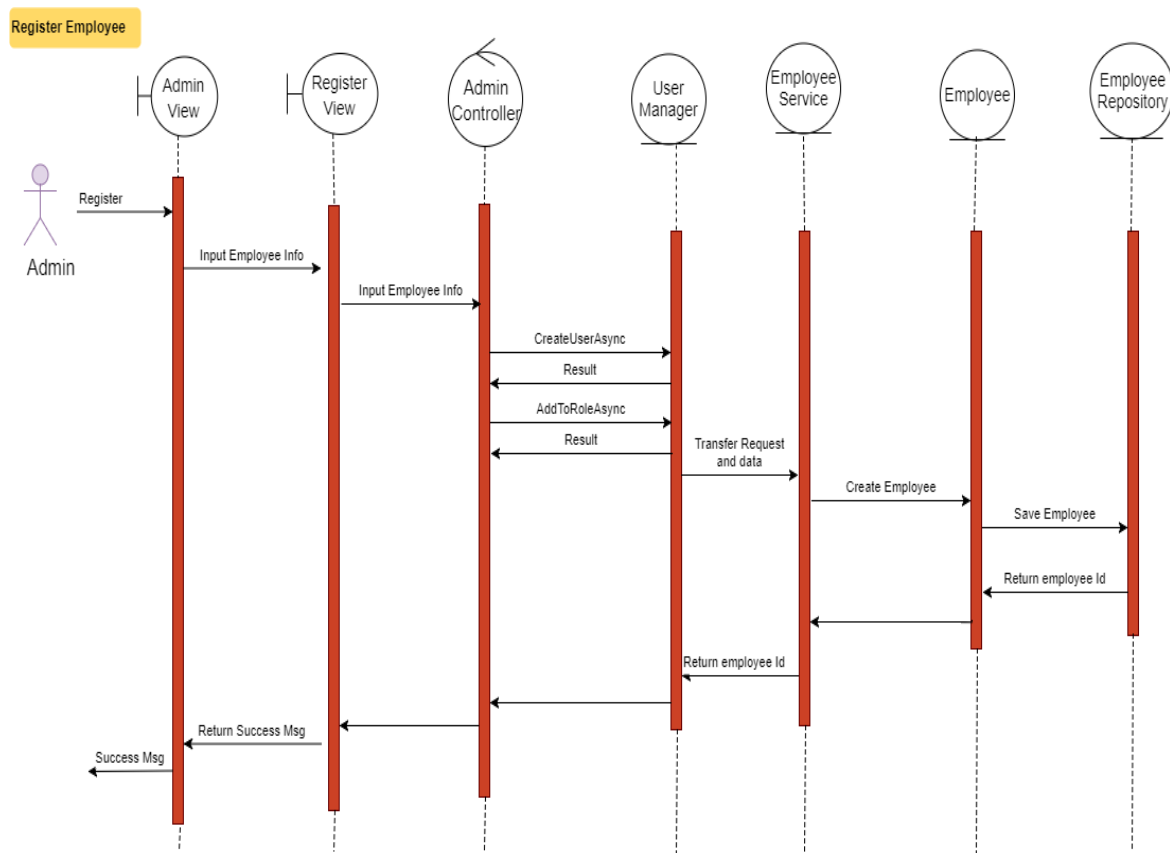 Register Employee
Admin
View
Register
View
Admin
Controller
User
Manager
Employee
Service
Employee
Employee
Repository
Register
Admin
Input Employee Info
Input Employee Info
CreateUserAsync
Result
AddToRoleAsync
Result
Transfer Request
and data
Create Employee
Save Employee
Return employee Id
Return employee Id
Return Success Msg
Success Msg